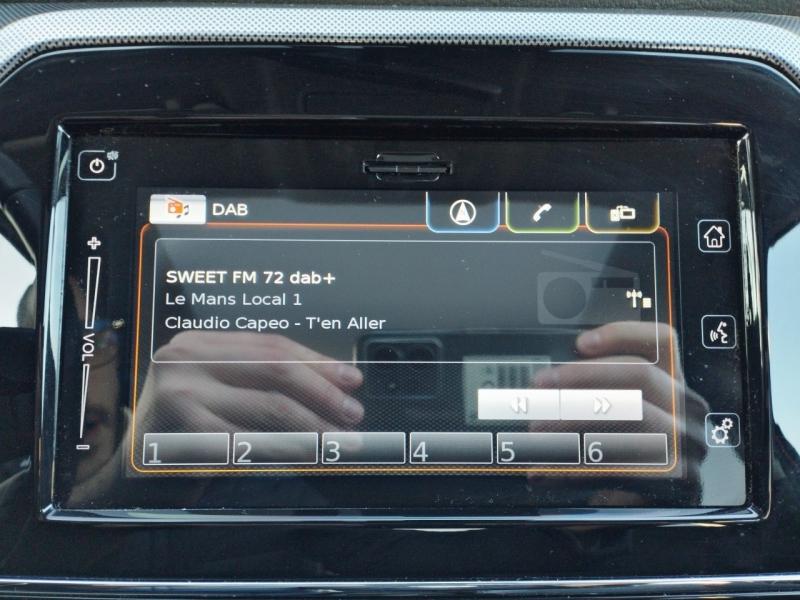 DAB
SWEET FM 72 dab+
Le Mans Local 1
Claudio Capeo - T'en Aller
+
VOL
-
1 2 3 4 5 6